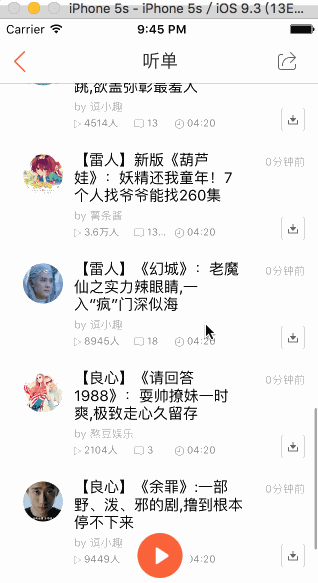 iPhone 5s - iPhone 5s / iOS 9.3 (13E...
Carrier 9:45 PM
听单
跳,欲盖弥彰最羞人
by 逗小趣
4514人 13 04:20
【雷人】新版《葫芦
娃》：妖精还我童年！7
个人找爷爷能找260集
0分钟前
by 薯条酱
3.6万人 13... 04:20
【雷人】《幻城》：老魔
仙之实力辣眼睛,一
入“疯”门深似海
0分钟前
by 逗小趣
8945人 18 04:20
【良心】《请回答
1988》：耍帅撩妹一时
爽,极致走心久留存
0分钟前
by 熬豆娱乐
2104人 3 04:20
【良心】《余罪》:一部
野、泼、邪的剧,撸到根本
停不下来
0分钟前
by 逗小趣
9449人 04:20